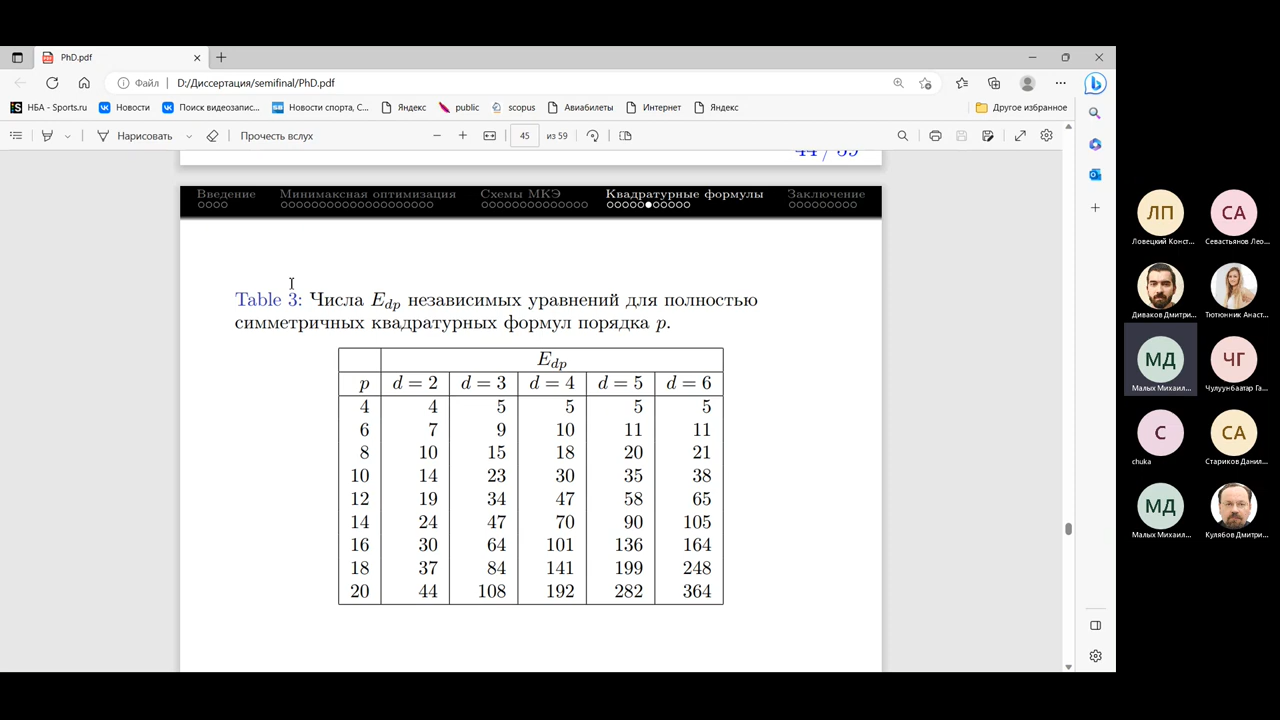 PhD.pdf
Файл D:/Диссертация/semifinal/PhD.pdf
НБА - Sports.ru Новости Поиск видеозапис... Новости спорта, С... Яндекс public scopus Авиабилеты Интернет Яндекс Другое избранное
Нарисовать Прочесть вслух 45 из 59
44 / 59
Введение Минимаксная оптимизация Схемы МКЭ Квадратурные формулы Заключение
Table 3: Числа E_dp независимых уравнений для полностью
симметричных квадратурных формул порядка p.
E_dp
p d = 2 d = 3 d = 4 d = 5 d = 6
4 4 5 5 5 5
6 7 9 10 11 11
8 10 15 18 20 21
10 14 23 30 35 38
12 19 34 47 58 65
14 24 47 70 90 105
16 30 64 101 136 164
18 37 84 141 199 248
20 44 108 192 282 364
ЛП СА
Ловецкий Конст... Севастьянов Лео...
Диваков Дмитри... Тютюнник Анаст...
МД ЧГ
Малых Михаил... Чулуунбаатар Га...
C СА
chuka Стариков Данил...
МД
Малых Михаил... Кулябов Дмитри...